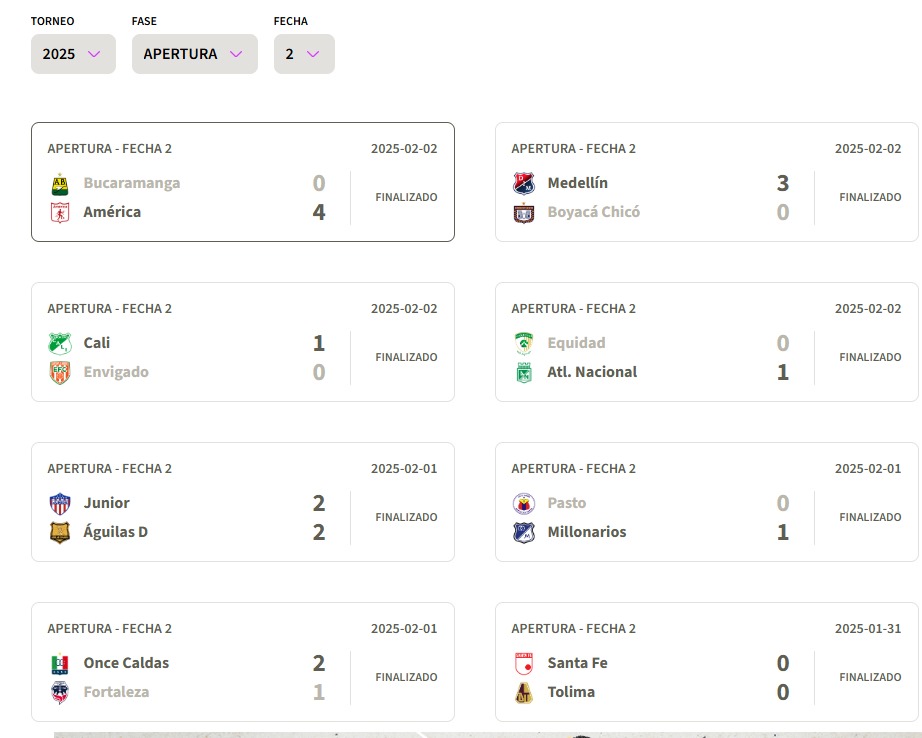 TORNEO FASE FECHA
2025 APERTURA 2
APERTURA - FECHA 2 2025-02-02
Bucaramanga 0
FINALIZADO
América 4
APERTURA - FECHA 2 2025-02-02
Medellín 3
FINALIZADO
Boyacá Chicó 0
APERTURA - FECHA 2 2025-02-02
Cali 1
FINALIZADO
Envigado 0
APERTURA - FECHA 2 2025-02-02
Equidad 0
FINALIZADO
Atl. Nacional 1
APERTURA - FECHA 2 2025-02-01
Junior 2
FINALIZADO
Águilas D 2
APERTURA - FECHA 2 2025-02-01
Pasto 0
FINALIZADO
Millonarios 1
APERTURA - FECHA 2 2025-02-01
Once Caldas 2
FINALIZADO
Fortaleza 1
APERTURA - FECHA 2 2025-01-31
Santa Fe 0
FINALIZADO
Tolima 0